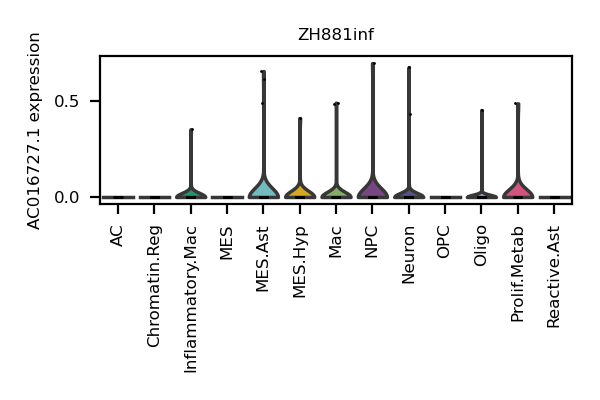 ZH881inf
AC016727.1 expression
0.5
0.0
AC
Chromatin.Reg
Inflammatory.Mac
MES
MES.Ast
MES.Hyp
Mac
NPC
Neuron
OPC
Oligo
Prolif.Metab
Reactive.Ast